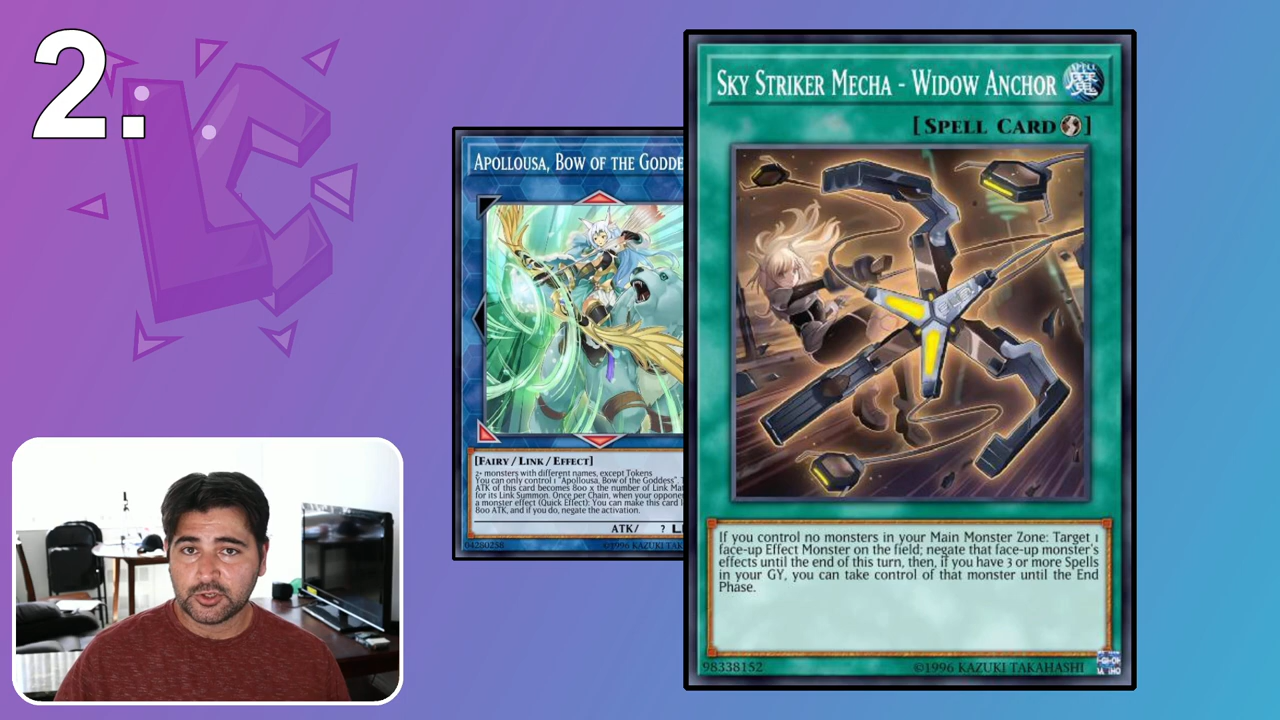 2.
APOLLOUSA, BOW OF THE GODDE
[FAIRY / LINK / EFFECT]
2+ monsters with different names, except Tokens
You can only control 1 "Apollousa, Bow of the Goddess".
ATK of this card becomes 800 x the number of Link Mat
for its Link Summon. Once per Chain, when your opponen
a monster effect (Quick Effect): You can make this card l
800 ATK, and if you do, negate the activation.
ATK/ ?
04280258
©1996 KAZUKI TAK
SKY STRIKER MECHA - WIDOW ANCHOR
魔
[SPELL CARD]
If you control no monsters in your Main Monster Zone: Target 1
face-up Effect Monster on the field; negate that face-up monster's
effects until the end of this turn, then, if you have 3 or more Spells
in your GY, you can take control of that monster until the End
Phase.
98338152
©1996 KAZUKI TAKAHASHI